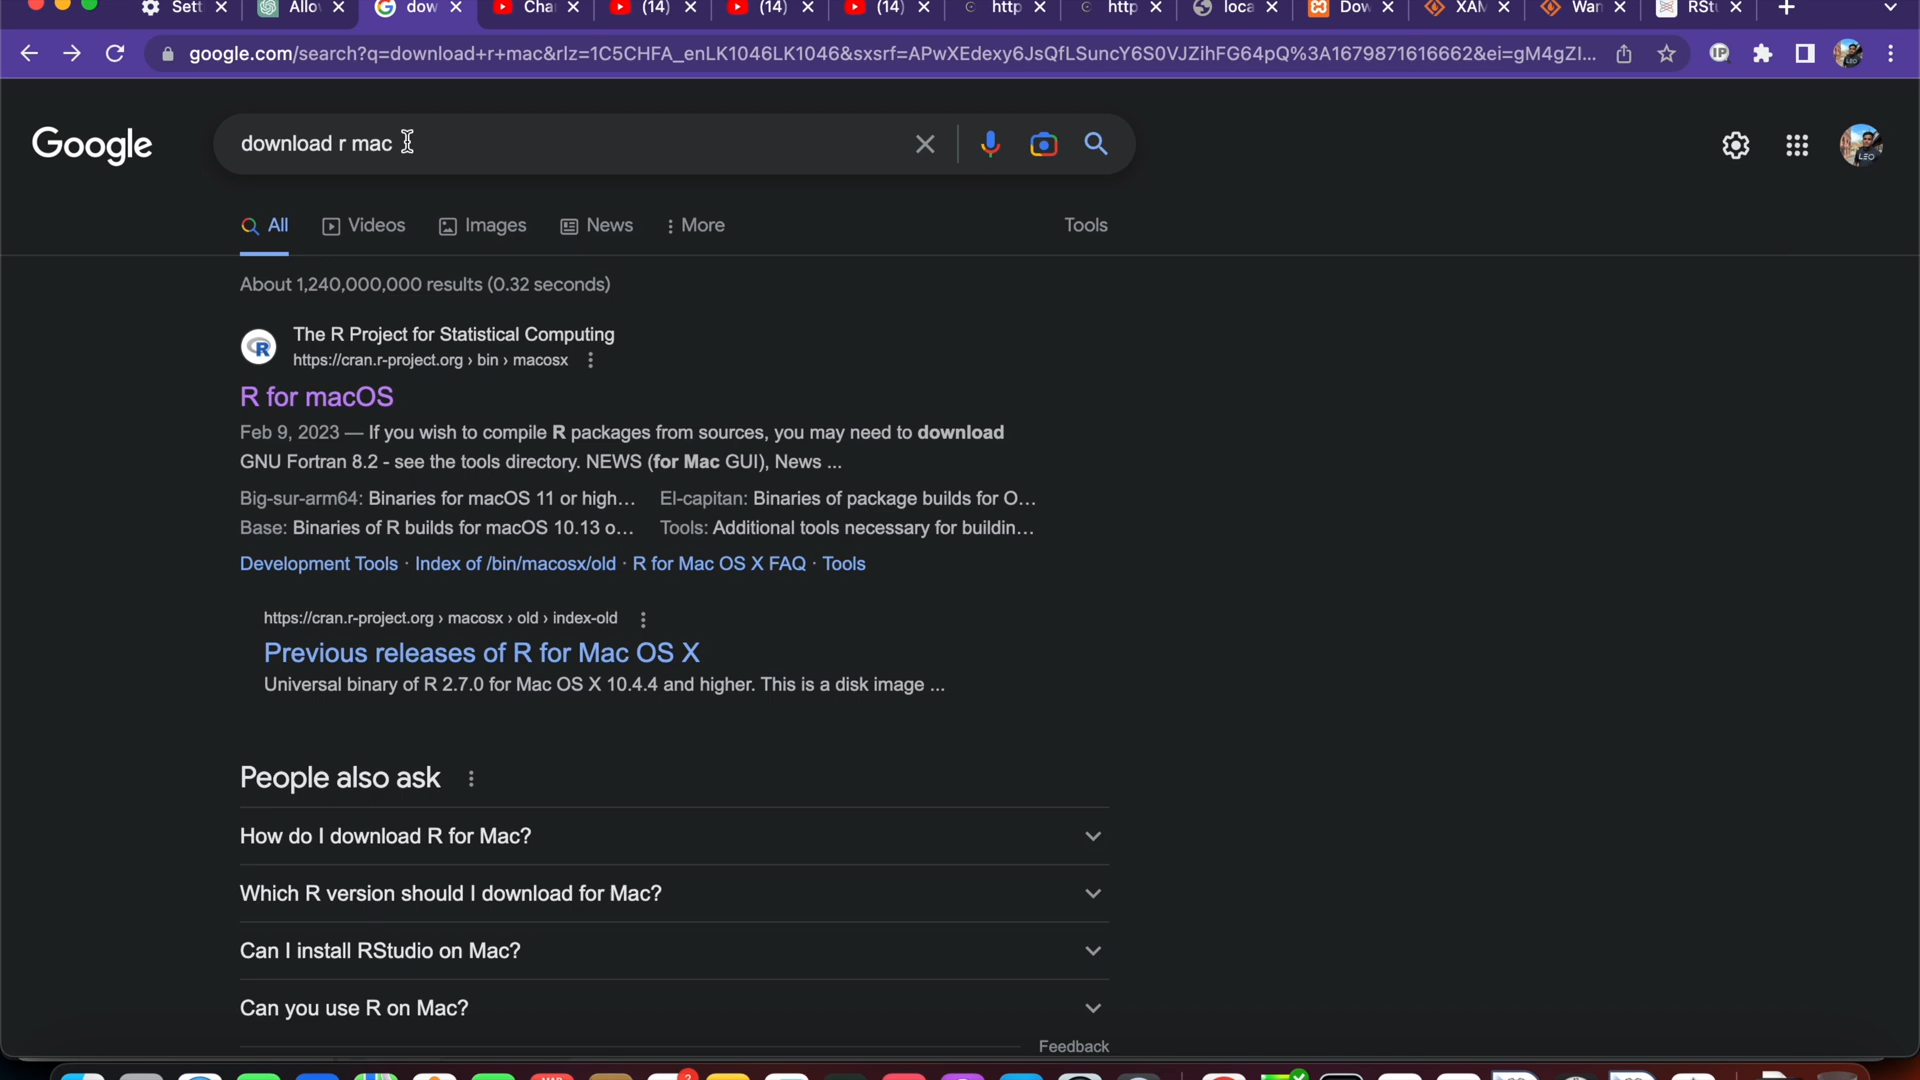 Sett
Allo
dow
Cha
(14)
(14)
(14)
http
http
loca
Dow
XAM
War
RStu
google.com/search?q=download+r+mac&rlz=1C5CHFA_enLK1046LK1046&sxsrf=APwXEdexy6JsQfLSuncY6S0VJZihFG64pQ%3A1679871616662&ei=gM4gZI...
Google
download r mac
LEO
All
Videos
Images
News
More
Tools
About 1,240,000,000 results (0.32 seconds)
The R Project for Statistical Computing
https://cran.r-project.org › bin › macosx
R for macOS
Feb 9, 2023 — If you wish to compile R packages from sources, you may need to download
GNU Fortran 8.2 - see the tools directory. NEWS (for Mac GUI), News ...
Big-sur-arm64: Binaries for macOS 11 or high... El-capitan: Binaries of package builds for O...
Base: Binaries of R builds for macOS 10.13 o... Tools: Additional tools necessary for buildin...
Development Tools · Index of /bin/macosx/old · R for Mac OS X FAQ · Tools
https://cran.r-project.org › macosx › old › index-old
Previous releases of R for Mac OS X
Universal binary of R 2.7.0 for Mac OS X 10.4.4 and higher. This is a disk image ...
People also ask
How do I download R for Mac?
Which R version should I download for Mac?
Can I install RStudio on Mac?
Can you use R on Mac?
Feedback